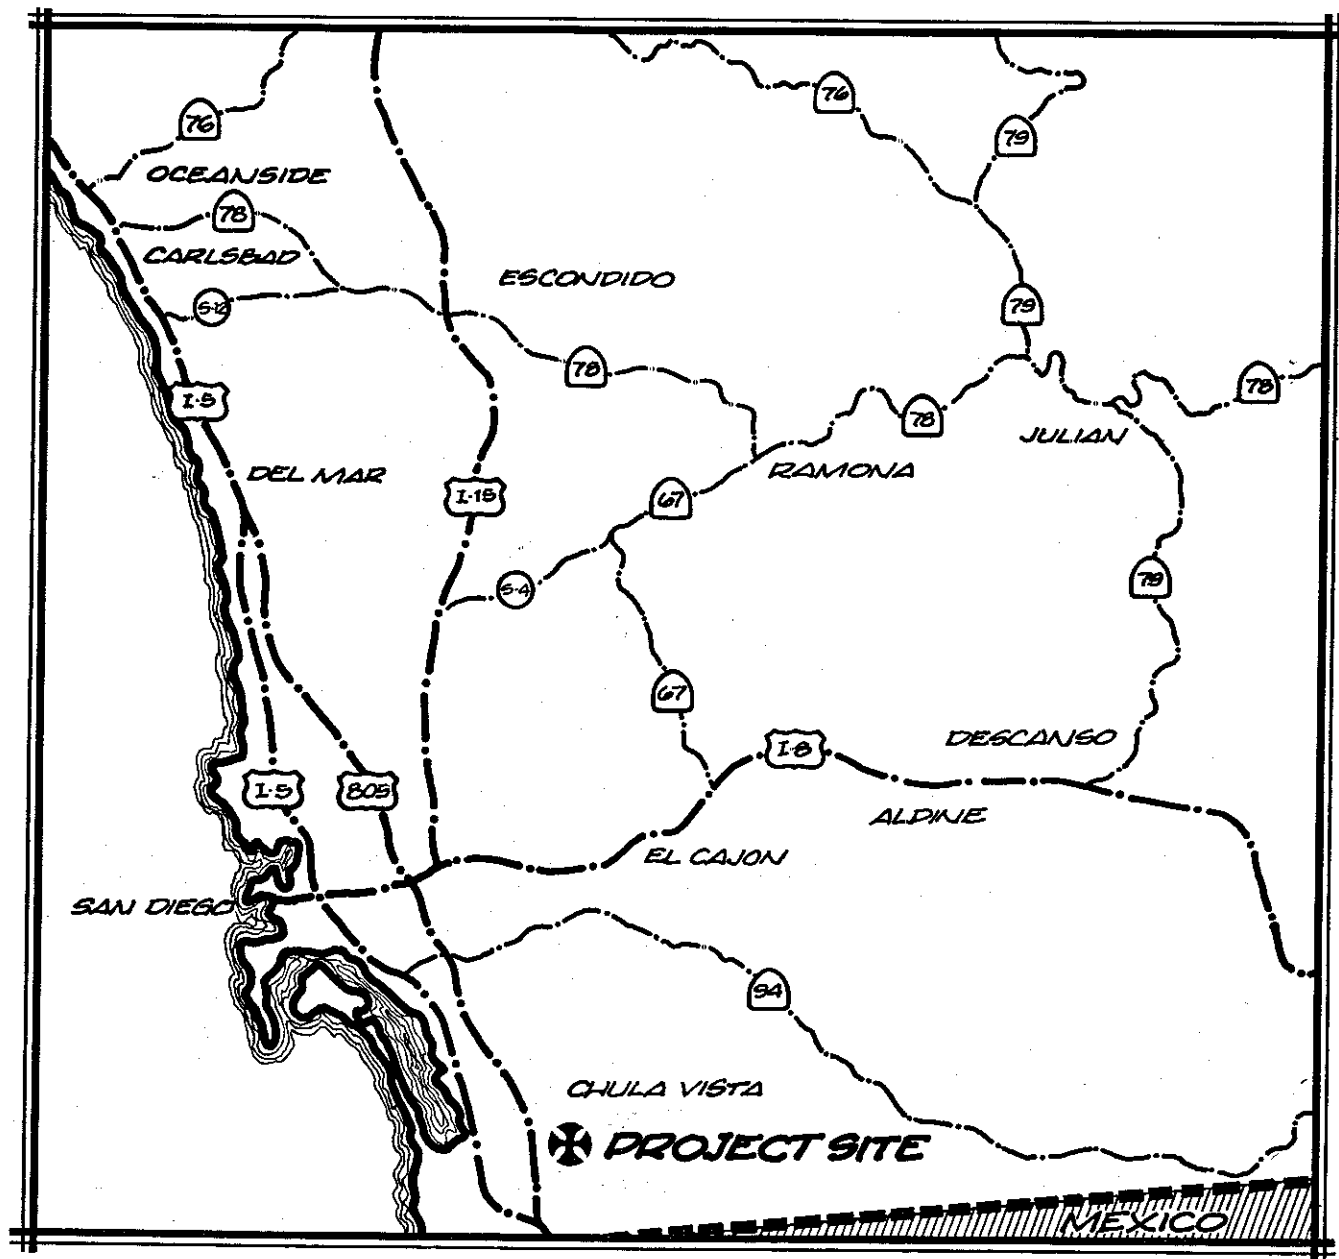 76
76
79
OCEANSIDE
78
CARLSBAD
ESCONDIDO
S-12
79
78
78
I-5
78
JULIAN
DEL MAR
RAMONA
I-15
67
S-4
79
67
DESCANSO
I-8
I-5
805
ALDINE
EL CAJON
SAN DIEGO
94
CHULA VISTA
PROJECT SITE
MEXICO